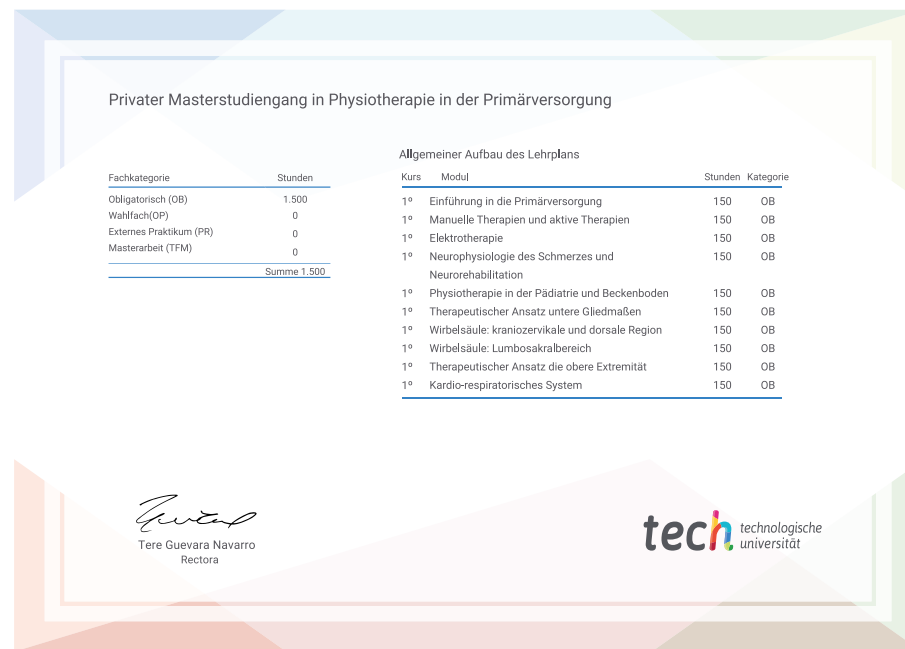 Privater Masterstudiengang in Physiotherapie in der Primärversorgung
Fachkategorie Stunden
Obligatorisch (OB) 1.500
Wahlfach(OP) 0
Externes Praktikum (PR) 0
Masterarbeit (TFM) 0
Summe 1.500
Allgemeiner Aufbau des Lehrplans
Kurs Modul Stunden Kategorie
1º Einführung in die Primärversorgung 150 OB
1º Manuelle Therapien und aktive Therapien 150 OB
1º Elektrotherapie 150 OB
1º Neurophysiologie des Schmerzes und 150 OB
Neurorehabilitation
1º Physiotherapie in der Pädiatrie und Beckenboden 150 OB
1º Therapeutischer Ansatz untere Gliedmaßen 150 OB
1º Wirbelsäule: kraniozervikale und dorsale Region 150 OB
1º Wirbelsäule: Lumbosakralbereich 150 OB
1º Therapeutischer Ansatz die obere Extremität 150 OB
1º Kardio-respiratorisches System 150 OB
Tere Guevara Navarro
Rectora
tech technologische
universität